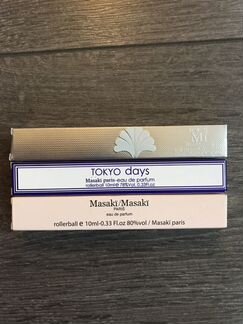 TOKYO days
Masaki paris-eau de parfum
rollerball 10ml℮ 78%Vol. 0.33Fl.oz
Masaki/Masaki
PARIS
eau de parfum
rollerball ℮ 10ml-0.33 Fl.oz 80%vol / Masaki paris